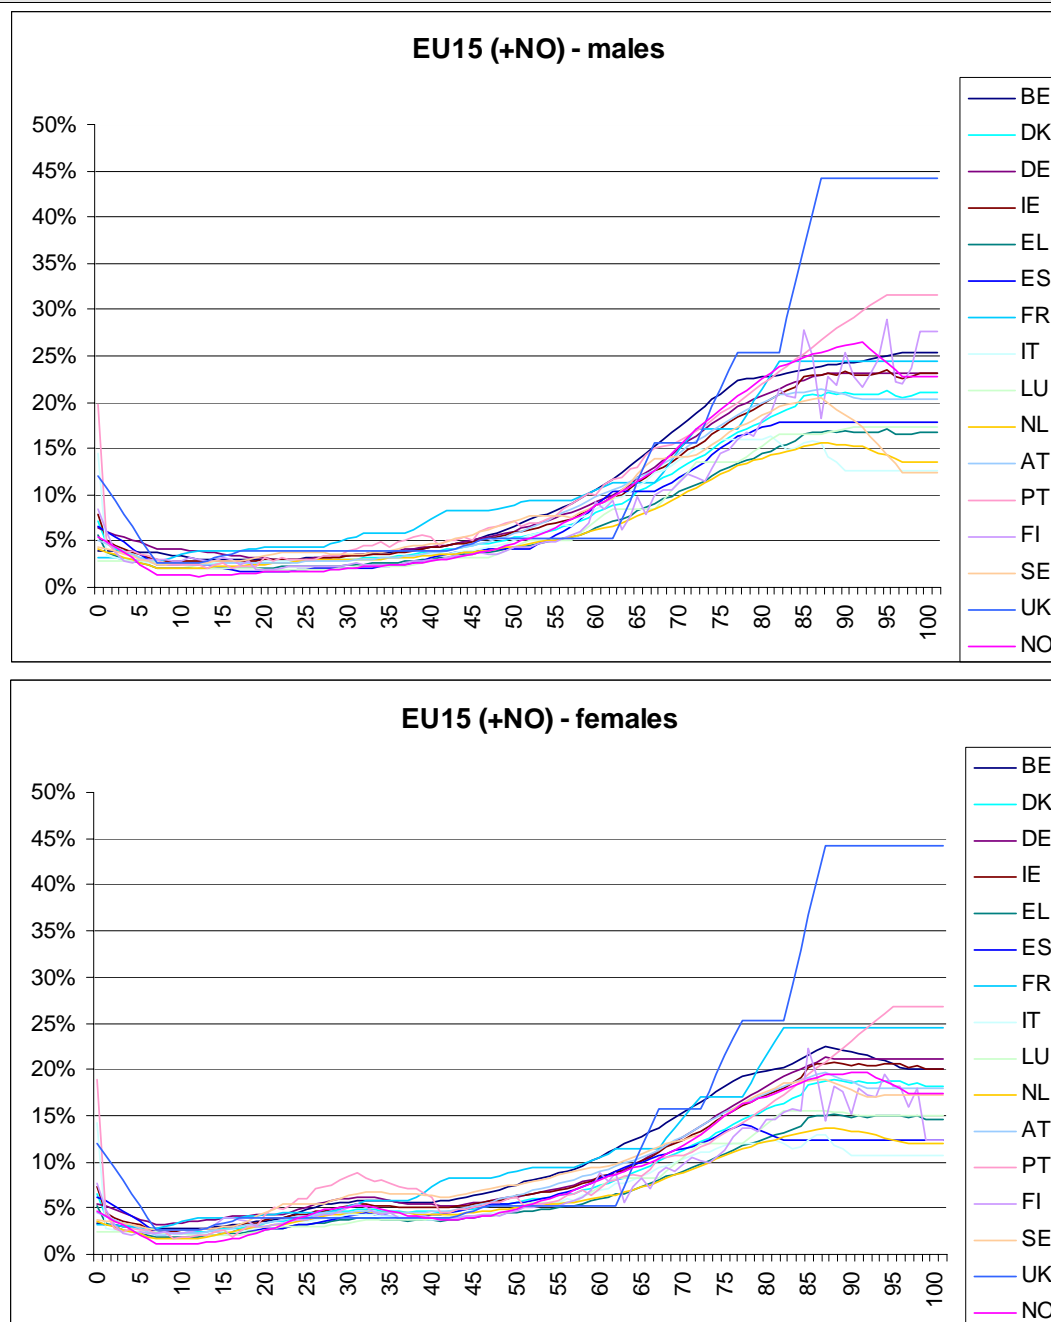 EU15 (+NO) - males
50%
45%
40%
35%
30%
25%
20%
15%
10%
5%
0%
0 5 10 15 20 25 30 35 40 45 50 55 60 65 70 75 80 85 90 95 100
BE
DK
DE
IE
EL
ES
FR
IT
LU
NL
AT
PT
FI
SE
UK
NO
EU15 (+NO) - females
50%
45%
40%
35%
30%
25%
20%
15%
10%
5%
0%
0 5 10 15 20 25 30 35 40 45 50 55 60 65 70 75 80 85 90 95 100
BE
DK
DE
IE
EL
ES
FR
IT
LU
NL
AT
PT
FI
SE
UK
NO